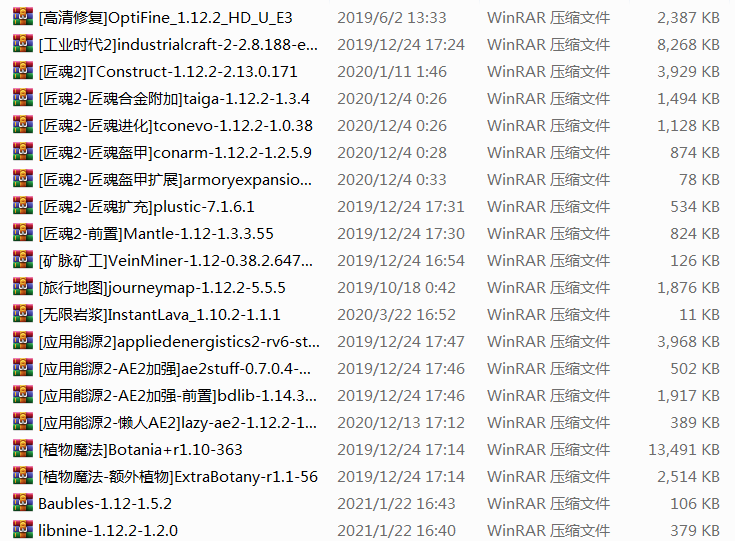 [高清修复]OptiFine_1.12.2_HD_U_E3 2019/6/2 13:33 WinRAR 压缩文件 2,387 KB
[工业时代2]industrialcraft-2-2.8.188-e... 2019/12/24 17:24 WinRAR 压缩文件 8,268 KB
[匠魂2]TConstruct-1.12.2-2.13.0.171 2020/1/11 1:46 WinRAR 压缩文件 3,929 KB
[匠魂2-匠魂合金附加]taiga-1.12.2-1.3.4 2020/12/4 0:26 WinRAR 压缩文件 1,494 KB
[匠魂2-匠魂进化]tconevo-1.12.2-1.0.38 2020/12/4 0:26 WinRAR 压缩文件 1,128 KB
[匠魂2-匠魂盔甲]conarm-1.12.2-1.2.5.9 2020/12/4 0:28 WinRAR 压缩文件 874 KB
[匠魂2-匠魂盔甲扩展]armoryexpansio... 2020/12/4 0:33 WinRAR 压缩文件 78 KB
[匠魂2-匠魂扩充]plustic-7.1.6.1 2019/12/24 17:31 WinRAR 压缩文件 534 KB
[匠魂2-前置]Mantle-1.12-1.3.3.55 2019/12/24 17:30 WinRAR 压缩文件 824 KB
[矿脉矿工]VeinMiner-1.12-0.38.2.647... 2019/12/24 16:54 WinRAR 压缩文件 126 KB
[旅行地图]journeymap-1.12.2-5.5.5 2019/10/18 0:42 WinRAR 压缩文件 1,876 KB
[无限岩浆]InstantLava_1.10.2-1.1.1 2020/3/22 16:52 WinRAR 压缩文件 11 KB
[应用能源2]appliedenergistics2-rv6-st... 2019/12/24 17:47 WinRAR 压缩文件 3,968 KB
[应用能源2-AE2加强]ae2stuff-0.7.0.4-... 2019/12/24 17:46 WinRAR 压缩文件 502 KB
[应用能源2-AE2加强-前置]bdlib-1.14.3... 2019/12/24 17:46 WinRAR 压缩文件 1,917 KB
[应用能源2-懒人AE2]lazy-ae2-1.12.2-1... 2020/12/13 17:12 WinRAR 压缩文件 389 KB
[植物魔法]Botania+r1.10-363 2019/12/24 17:14 WinRAR 压缩文件 13,491 KB
[植物魔法-额外植物]ExtraBotany-r1.1-56 2019/12/24 17:14 WinRAR 压缩文件 2,514 KB
Baubles-1.12-1.5.2 2021/1/22 16:43 WinRAR 压缩文件 106 KB
libnine-1.12.2-1.2.0 2021/1/22 16:40 WinRAR 压缩文件 379 KB